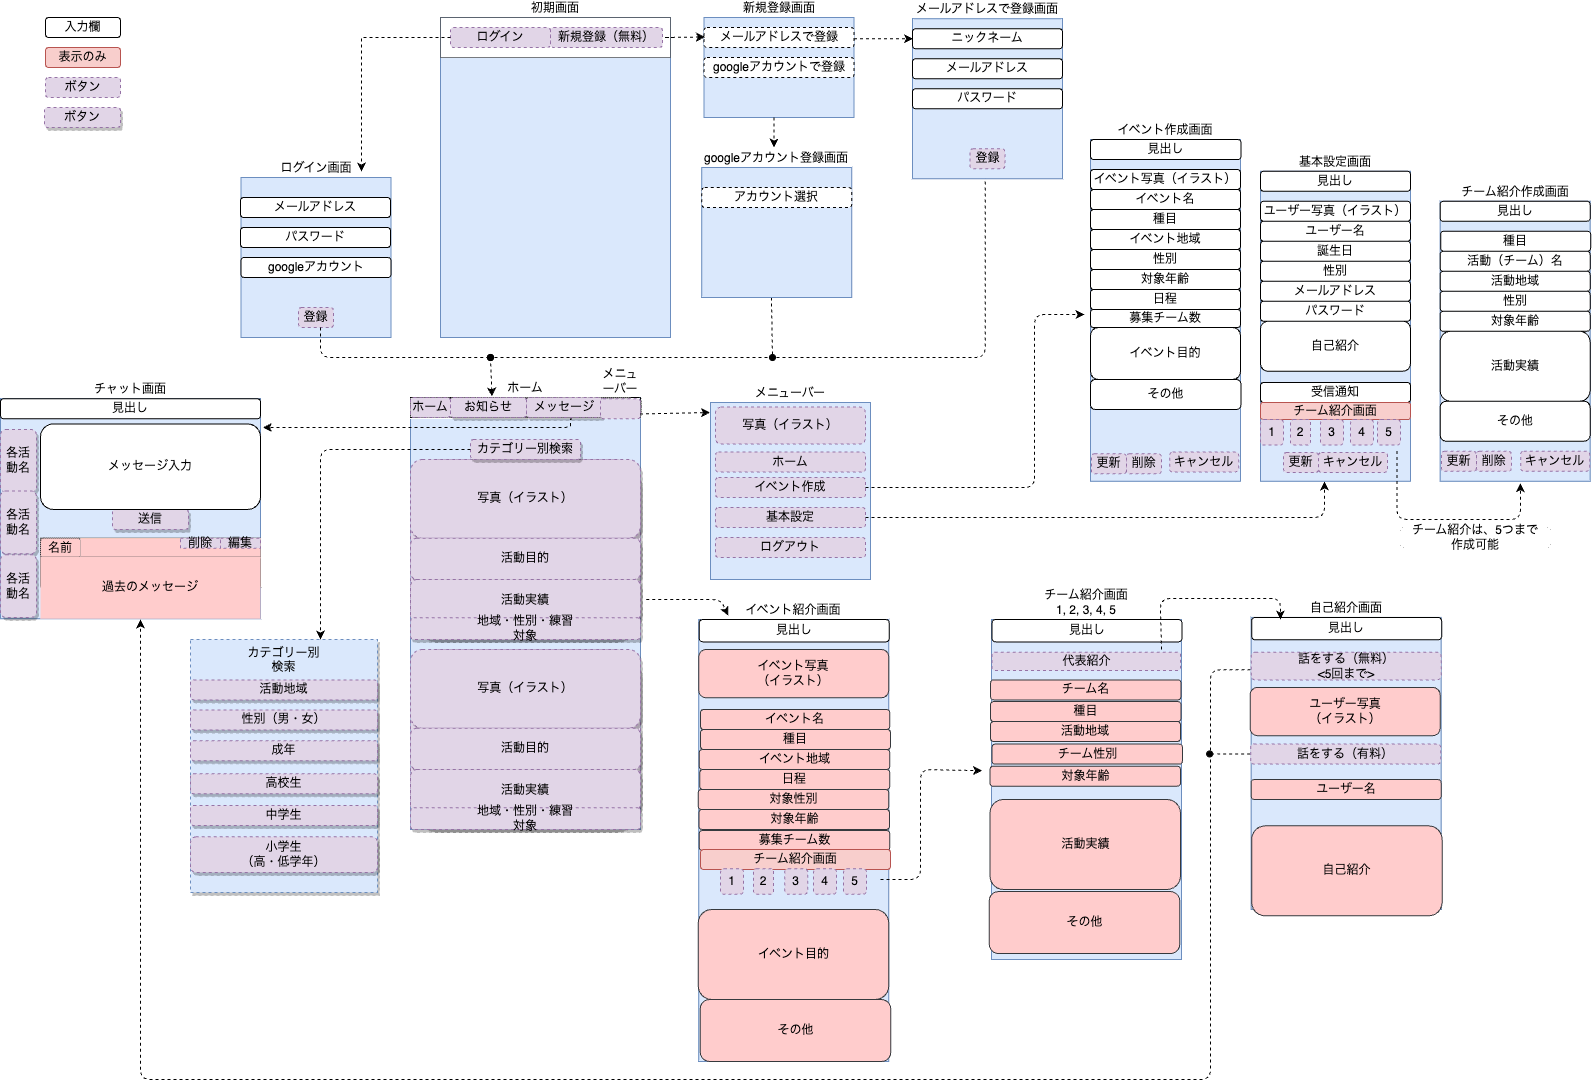 入力欄
表示のみ
ボタン
ボタン
初期画面
ログイン
新規登録（無料）
新規登録画面
メールアドレスで登録
googleアカウントで登録
メールアドレスで登録画面
ニックネーム
メールアドレス
パスワード
登録
googleアカウント登録画面
アカウント選択
ログイン画面
メールアドレス
パスワード
googleアカウント
登録
イベント作成画面
見出し
イベント写真（イラスト）
イベント名
種目
イベント地域
性別
対象年齢
日程
募集チーム数
イベント目的
その他
更新
削除
キャンセル
基本設定画面
見出し
ユーザー写真（イラスト）
ユーザー名
誕生日
性別
メールアドレス
パスワード
自己紹介
受信通知
チーム紹介画面
1
2
3
4
5
更新
キャンセル
チーム紹介作成画面
見出し
種目
活動（チーム）名
活動地域
性別
対象年齢
活動実績
その他
更新
削除
キャンセル
チーム紹介は、5つまで
作成可能
チャット画面
見出し
各活
動名
各活
動名
各活
動名
メッセージ入力
送信
名前
削除
編集
過去のメッセージ
ホーム
メニュ
ーバー
ホーム
お知らせ
メッセージ
カテゴリー別検索
写真（イラスト）
活動目的
活動実績
地域・性別・練習
対象
写真（イラスト）
活動目的
活動実績
地域・性別・練習
対象
メニューバー
写真（イラスト）
ホーム
イベント作成
基本設定
ログアウト
カテゴリー別
検索
活動地域
性別（男・女）
成年
高校生
中学生
小学生
（高・低学年）
イベント紹介画面
見出し
イベント写真
（イラスト）
イベント名
種目
イベント地域
日程
対象性別
対象年齢
募集チーム数
チーム紹介画面
1
2
3
4
5
イベント目的
その他
チーム紹介画面
1, 2, 3, 4, 5
見出し
代表紹介
チーム名
種目
活動地域
チーム性別
対象年齢
活動実績
その他
自己紹介画面
見出し
話をする（無料）
<5回まで>
ユーザー写真
（イラスト）
話をする（有料）
ユーザー名
自己紹介